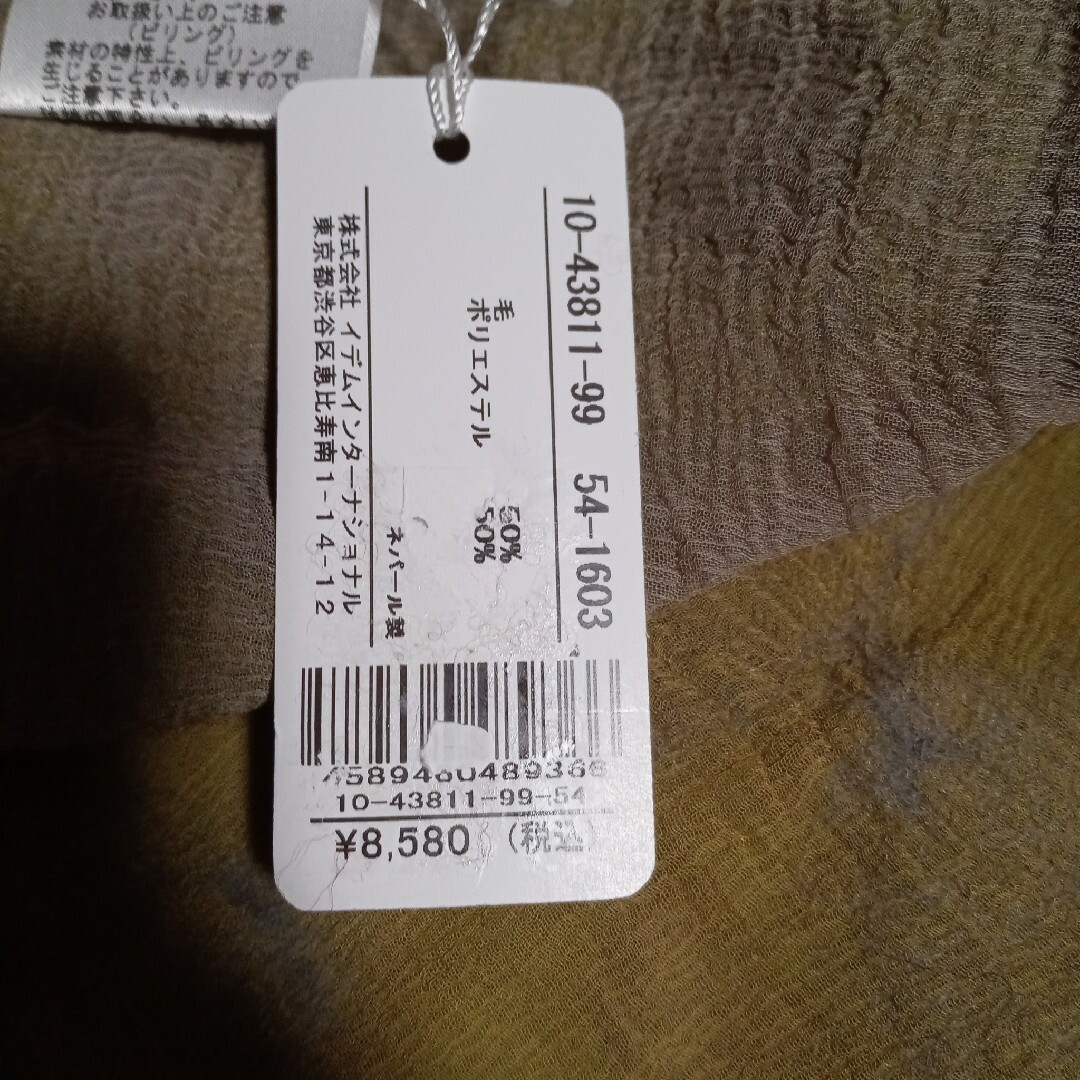 お取扱い上のご注意
（ピリング）
素材の特性上、ピリングを
生じることがありますので
ご注意下さい。
10-43811-99 54-1603
毛 50%
ポリエステル 50%
ネパール製
株式会社 イデムインターナショナル
東京都渋谷区恵比寿南1-14-12
4589480489366
10-43811-99-54
¥8,580 （税込）